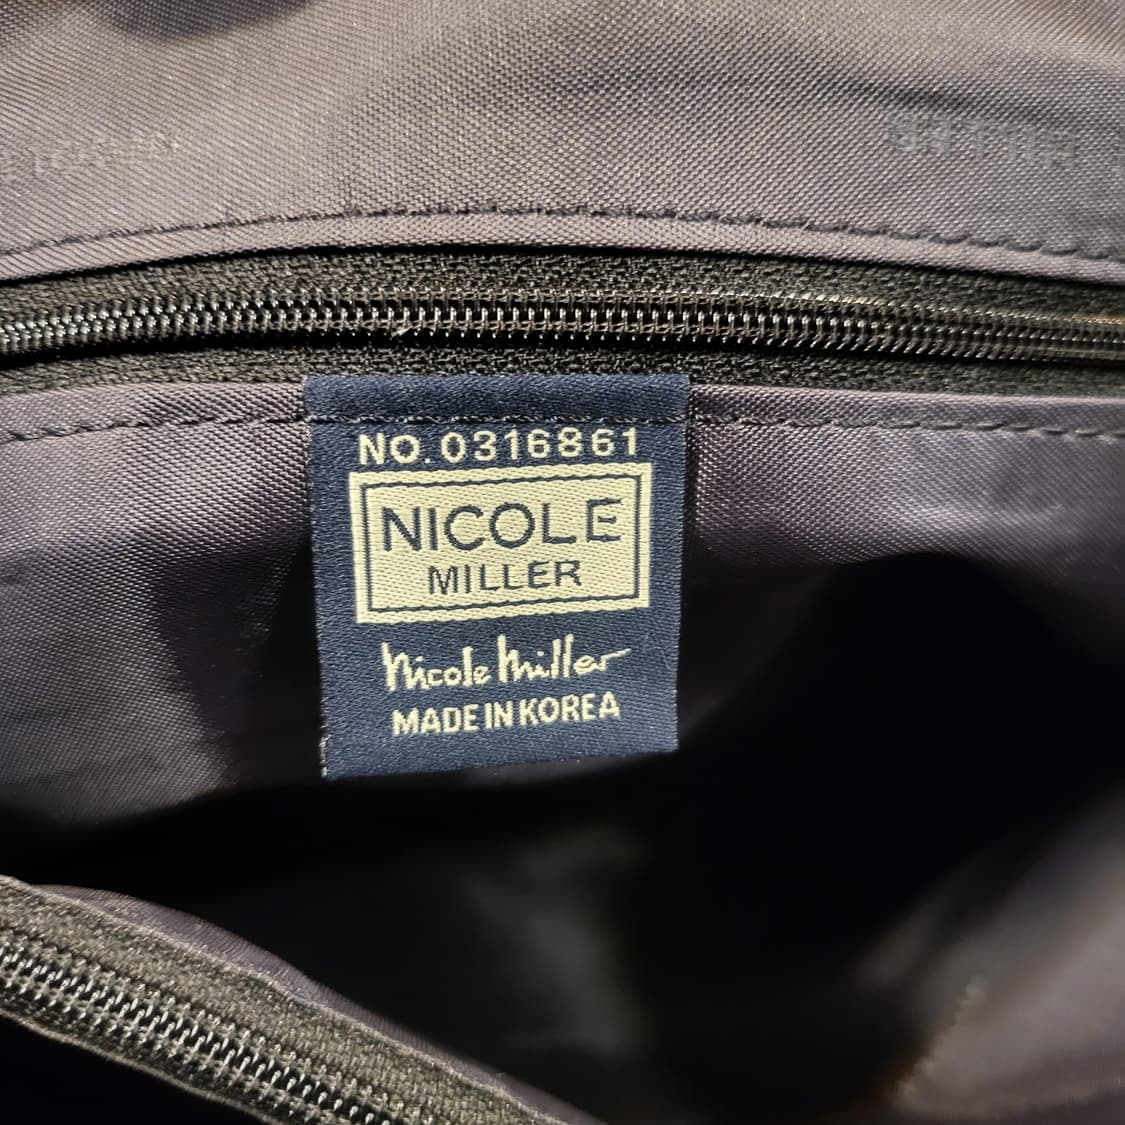 NO. 0316861
NICOLE
MILLER
Nicole Miller
MADE IN KOREA